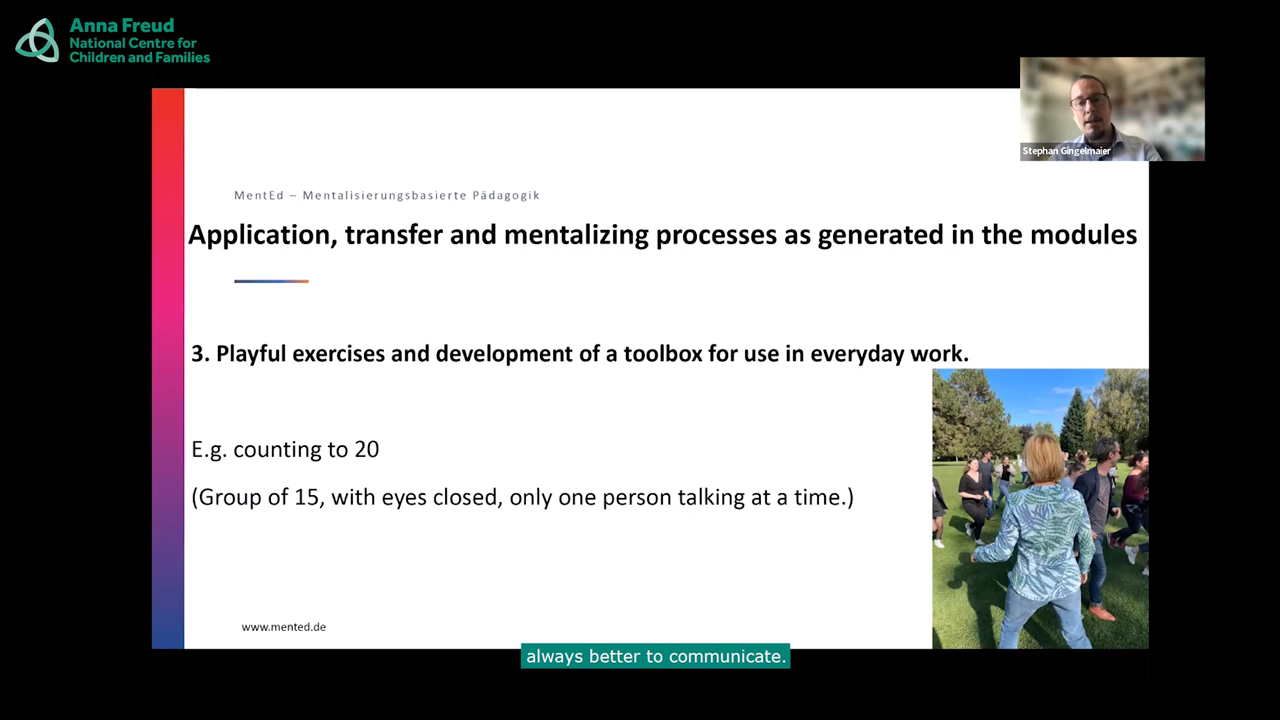 Anna Freud
National Centre for
Children and Families
Stephan Gingelmaier
MentEd – Mentalisierungsbasierte Pädagogik
Application, transfer and mentalizing processes as generated in the modules
3. Playful exercises and development of a toolbox for use in everyday work.
E.g. counting to 20
(Group of 15, with eyes closed, only one person talking at a time.)
www.mented.de
always better to communicate.